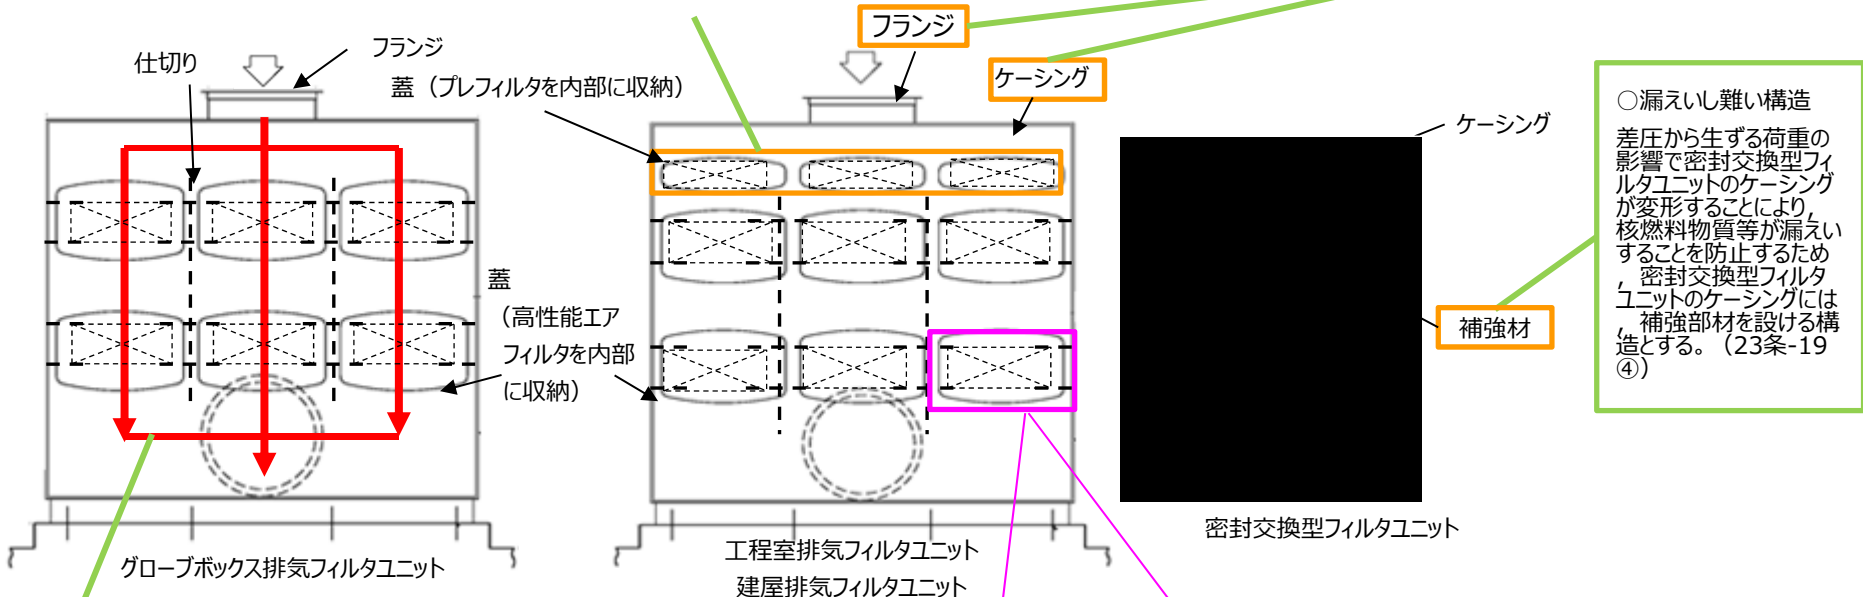 仕切り
フランジ
蓋（プレフィルタを内部に収納）
フランジ
ケーシング
ケーシング
蓋
（高性能エア
フィルタを内部
に収納）
補強材
○漏えいし難い構造
差圧から生ずる荷重の
影響で密封交換型フィ
ルタユニットのケーシング
が変形することにより，
核燃料物質等が漏えい
することを防止するため
，密封交換型フィルタ
ユニットのケーシングには
，補強部材を設ける構
造とする。（23条-19
④）
グローブボックス排気フィルタユニット
工程室排気フィルタユニット
建屋排気フィルタユニット
密封交換型フィルタユニット